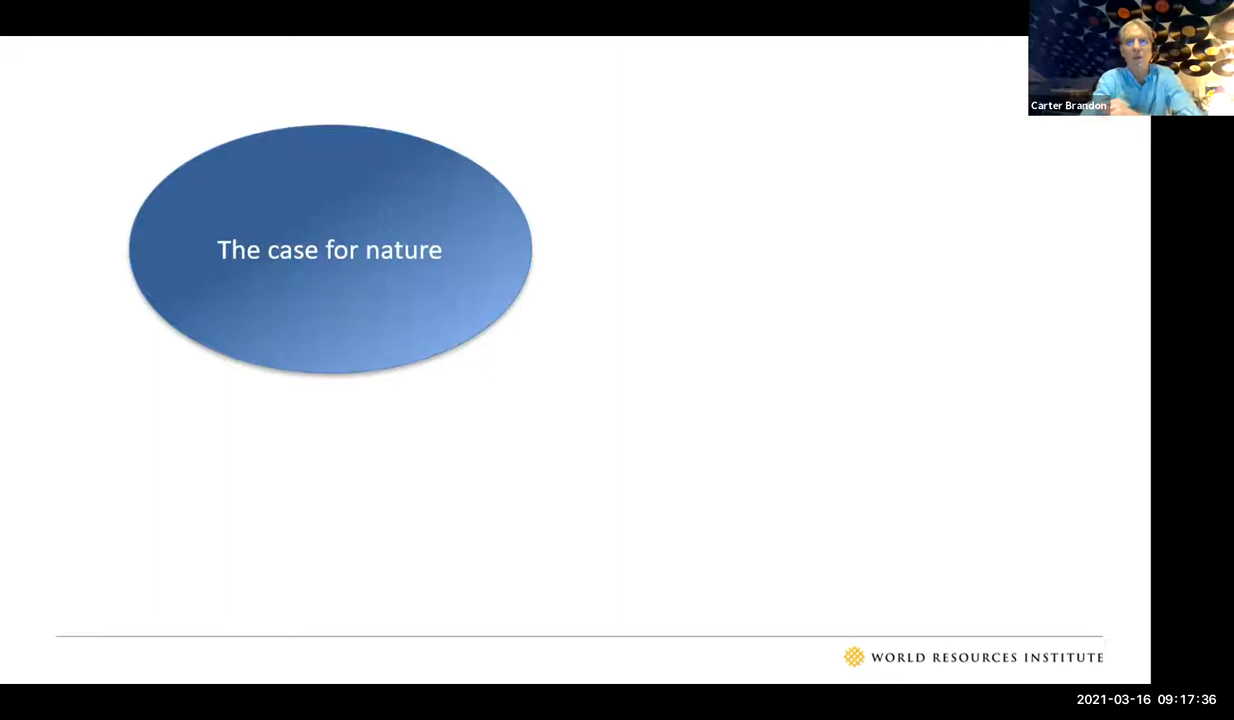 Carter Brandon
The case for nature
WORLD RESOURCES INSTITUTE
2021-03-16 09:17:36